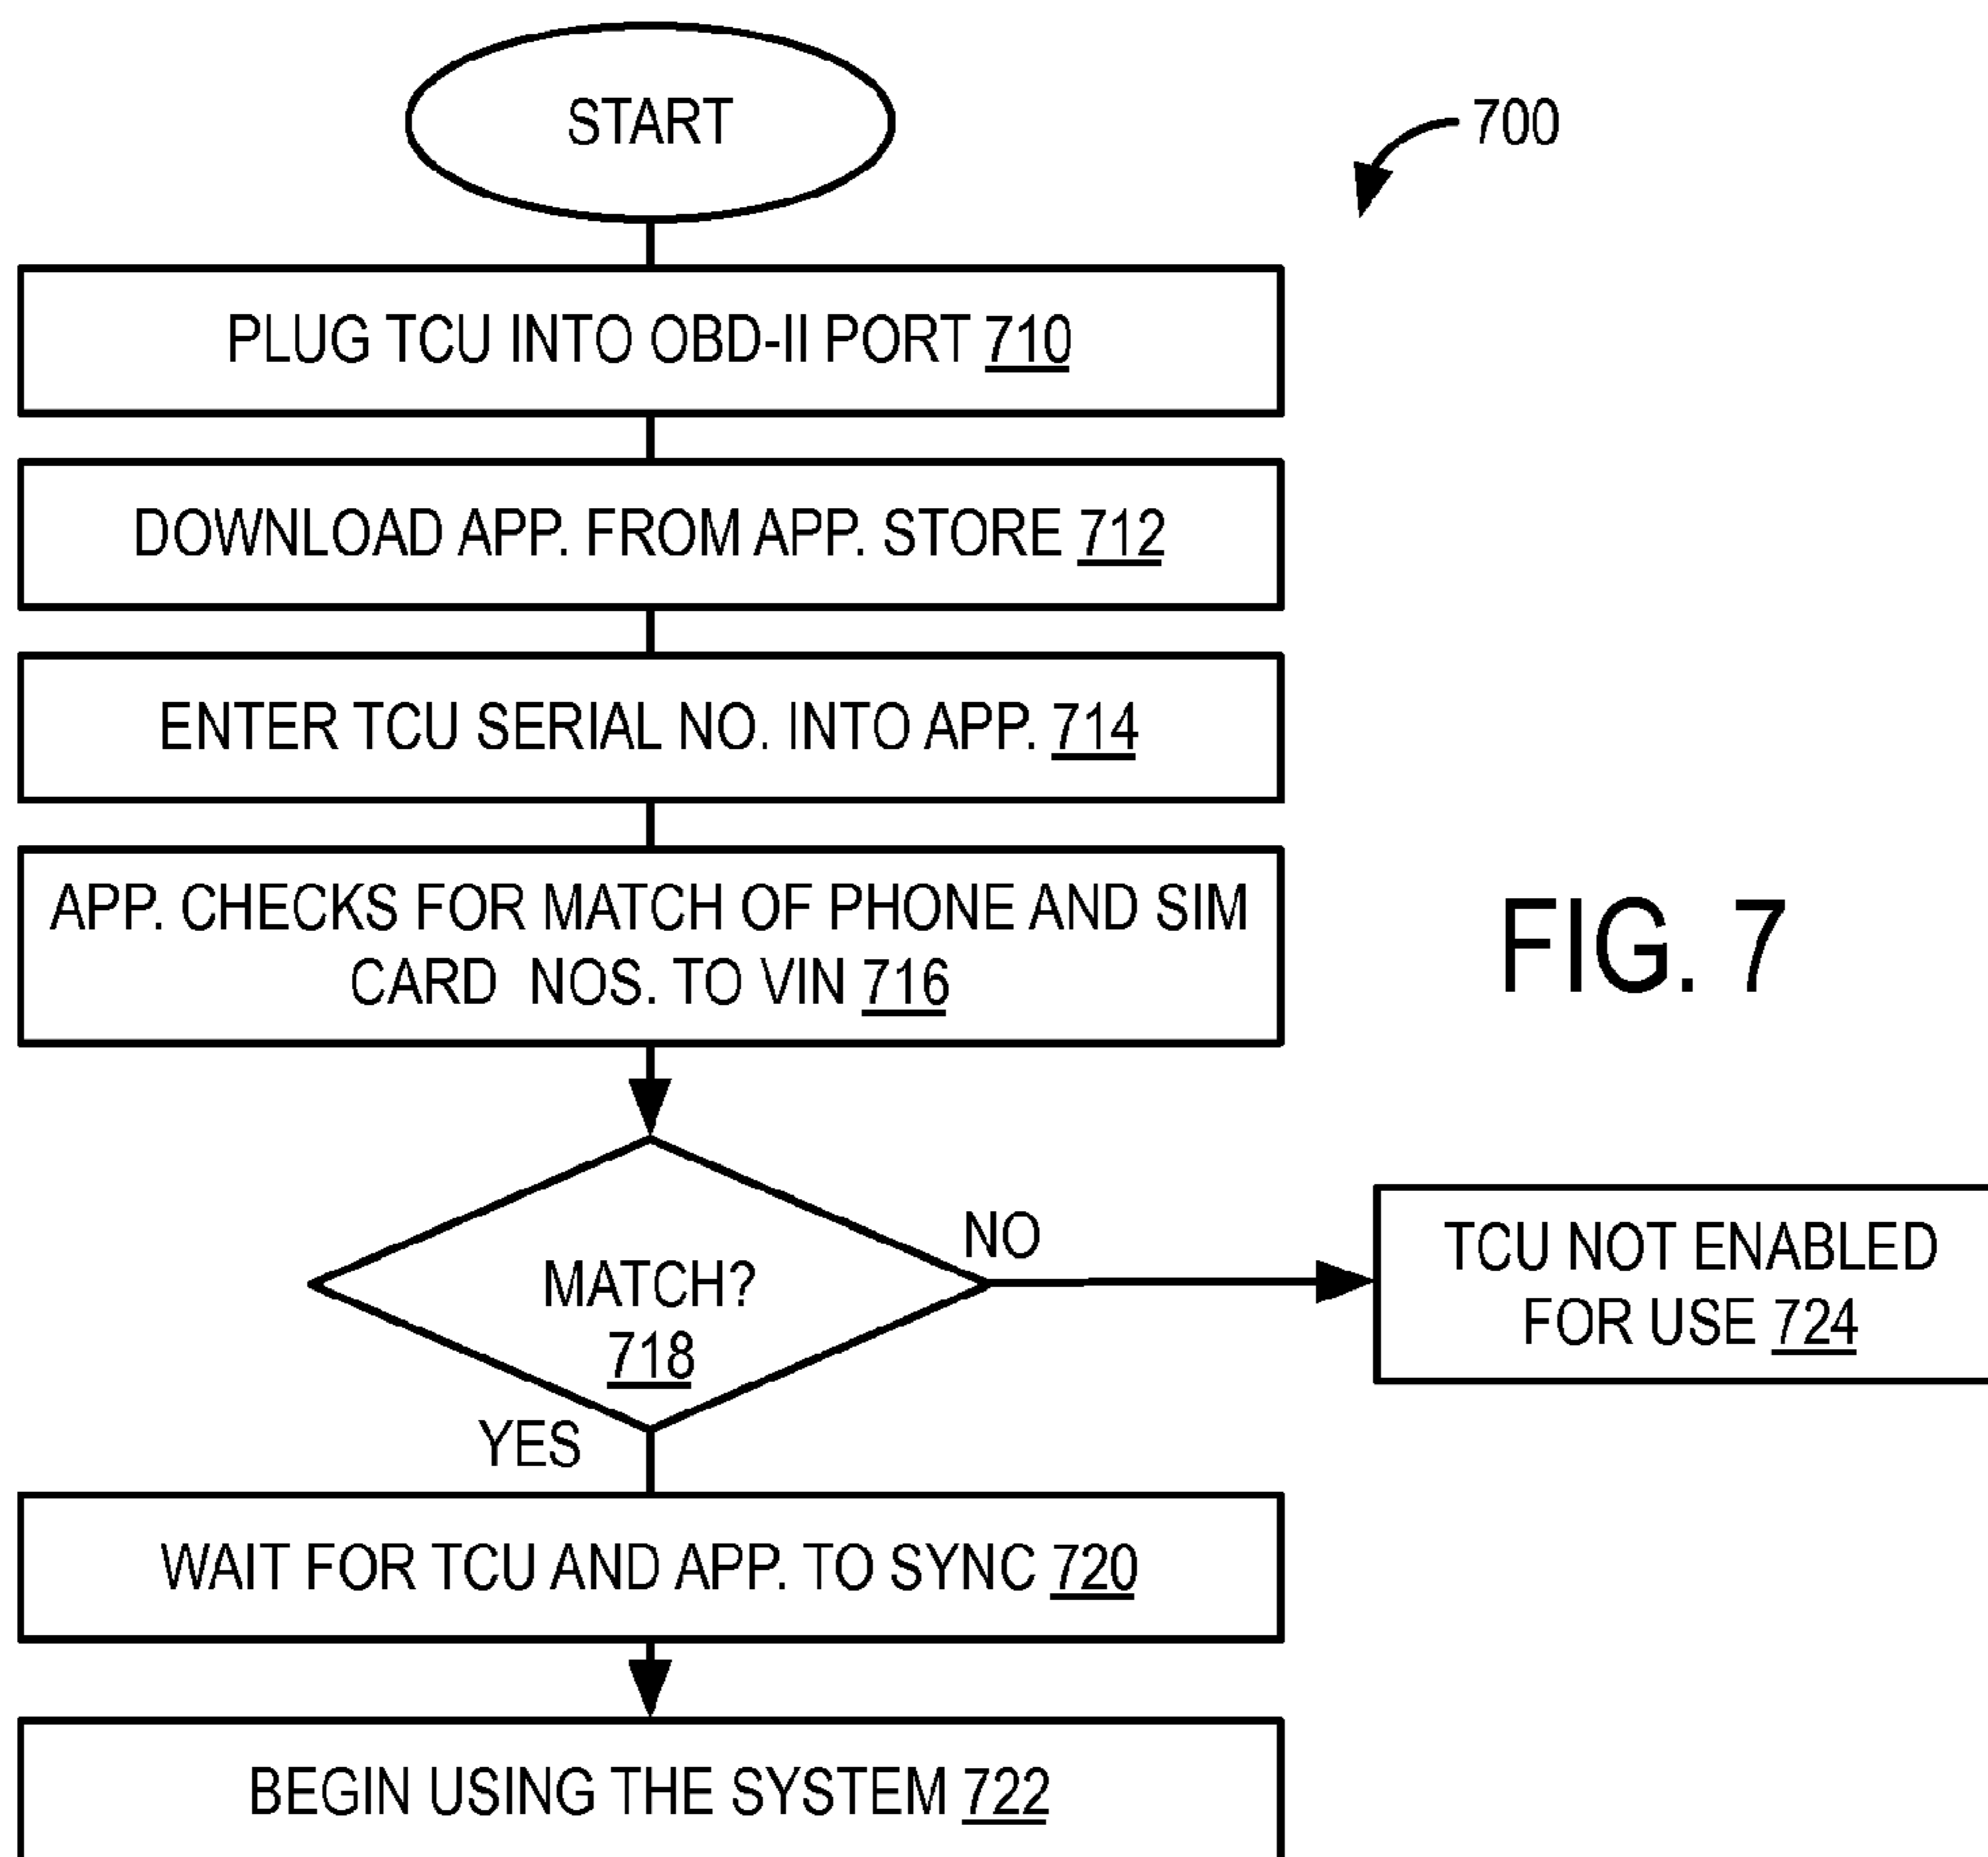 START
700
PLUG TCU INTO OBD-II PORT 710
DOWNLOAD APP. FROM APP. STORE 712
ENTER TCU SERIAL NO. INTO APP. 714
APP. CHECKS FOR MATCH OF PHONE AND SIM
CARD NOS. TO VIN 716
FIG. 7
MATCH?
718
NO
TCU NOT ENABLED
FOR USE 724
YES
WAIT FOR TCU AND APP. TO SYNC 720
BEGIN USING THE SYSTEM 722